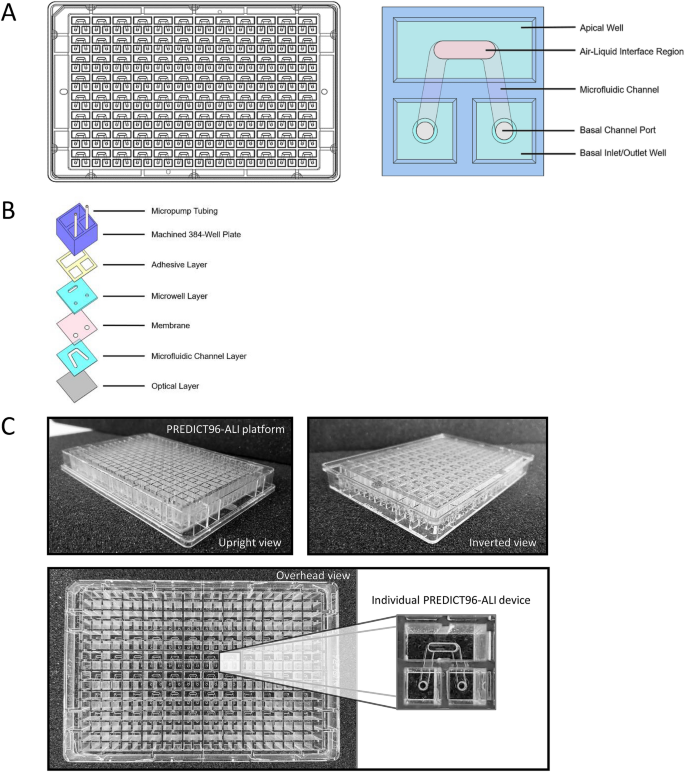 A
Apical Well
Air-Liquid Interface Region
Microfluidic Channel
Basal Channel Port
Basal Inlet/Outlet Well
B
Micropump Tubing
Machined 384-Well Plate
Adhesive Layer
Microwell Layer
Membrane
Microfluidic Channel Layer
Optical Layer
C
PREDICT96-ALI platform
Upright view
Inverted view
Overhead view
Individual PREDICT96-ALI device